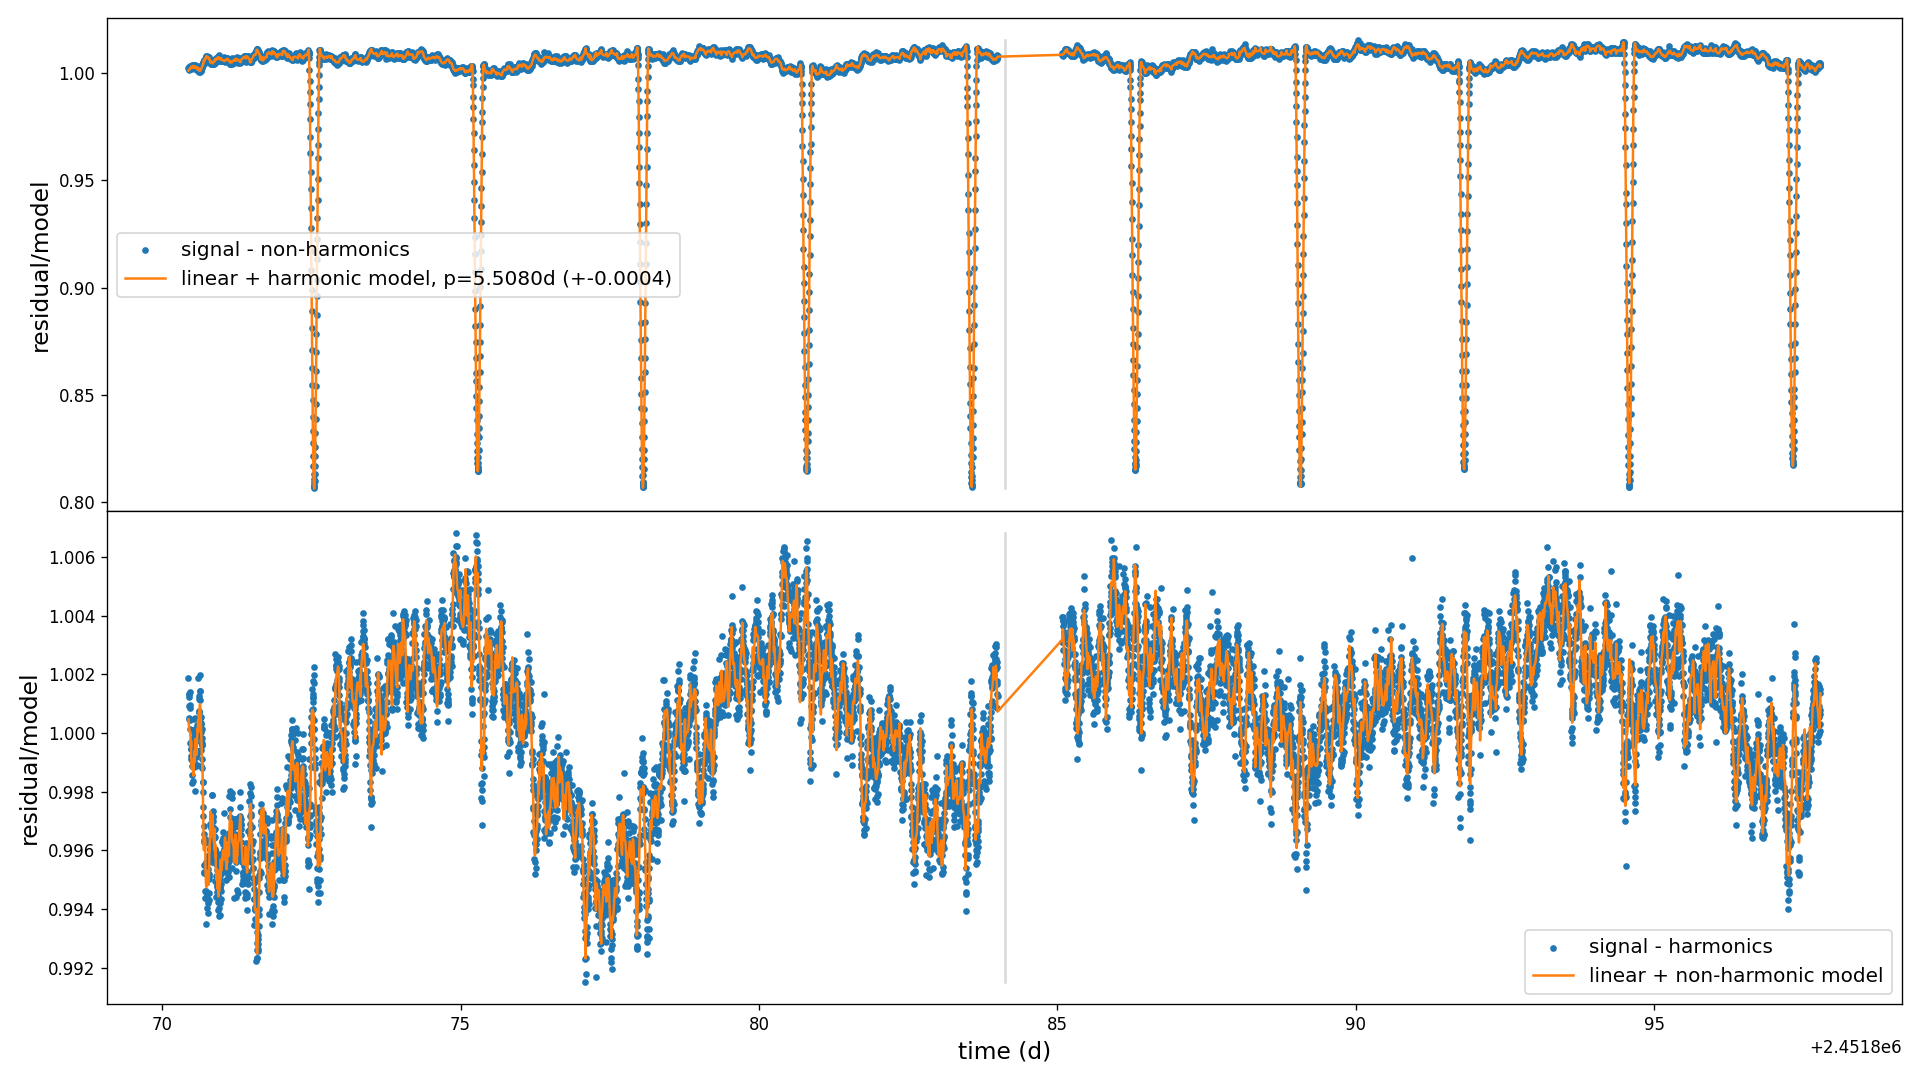 1.00
0.95
0.90
0.85
0.80
residual/model
signal - non-harmonics
linear + harmonic model, p=5.5080d (+-0.0004)
1.006
1.004
1.002
1.000
0.998
0.996
0.994
0.992
residual/model
signal - harmonics
linear + non-harmonic model
70 75 80 85 90 95
time (d)
+2.4518e6